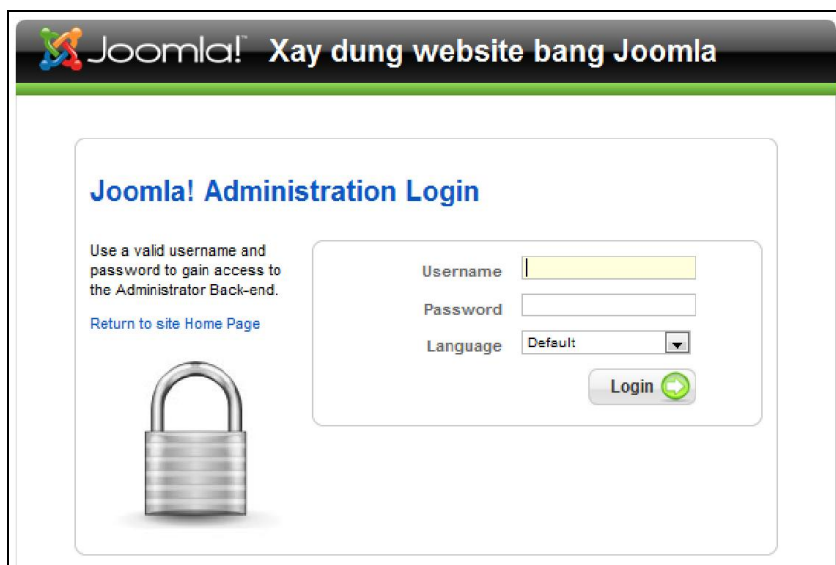 Joomla! Xay dung website bang Joomla
Joomla! Administration Login
Use a valid username and
password to gain access to
the Administrator Back-end.
Return to site Home Page
Username
Password
Language Default
Login